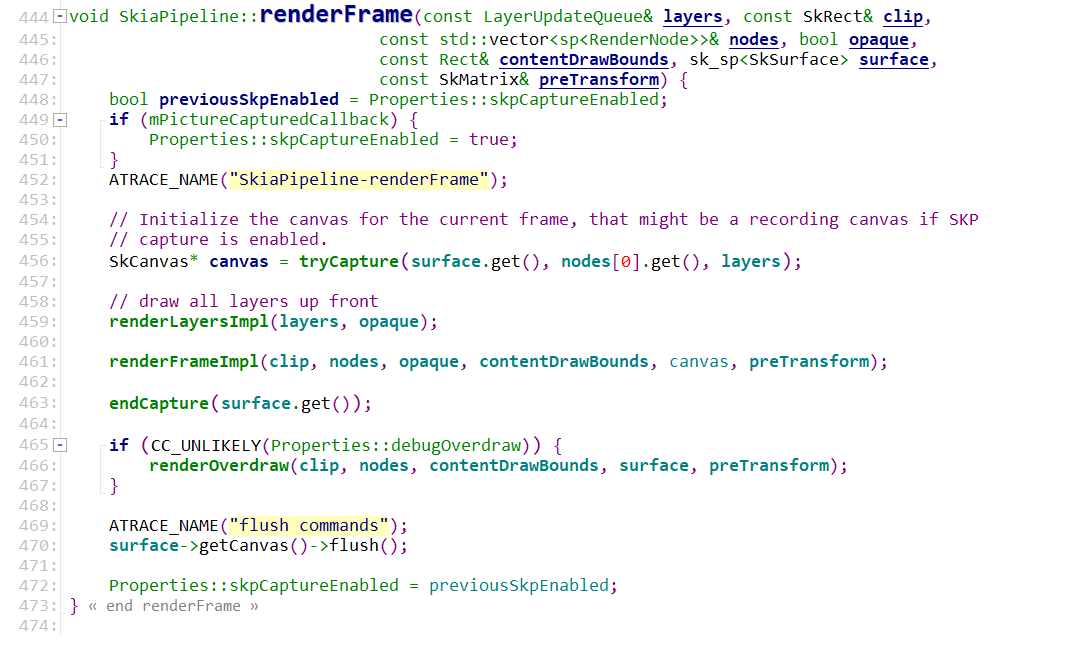 444 void SkiaPipeline::renderFrame(const LayerUpdateQueue& layers, const SkRect& clip,
445: const std::vector<sp<RenderNode>>& nodes, bool opaque,
446: const Rect& contentDrawBounds, sk_sp<SkSurface> surface,
447: const SkMatrix& preTransform) {
448: bool previousSkpEnabled = Properties::skpCaptureEnabled;
449 if (mPictureCapturedCallback) {
450: Properties::skpCaptureEnabled = true;
451: }
452: ATRACE_NAME("SkiaPipeline-renderFrame");
453:
454: // Initialize the canvas for the current frame, that might be a recording canvas if SKP
455: // capture is enabled.
456: SkCanvas* canvas = tryCapture(surface.get(), nodes[0].get(), layers);
457:
458: // draw all layers up front
459: renderLayersImpl(layers, opaque);
460:
461: renderFrameImpl(clip, nodes, opaque, contentDrawBounds, canvas, preTransform);
462:
463: endCapture(surface.get());
464:
465 if (CC_UNLIKELY(Properties::debugOverdraw)) {
466: renderOverdraw(clip, nodes, contentDrawBounds, surface, preTransform);
467: }
468:
469: ATRACE_NAME("flush commands");
470: surface->getCanvas()->flush();
471:
472: Properties::skpCaptureEnabled = previousSkpEnabled;
473: } « end renderFrame »
474: